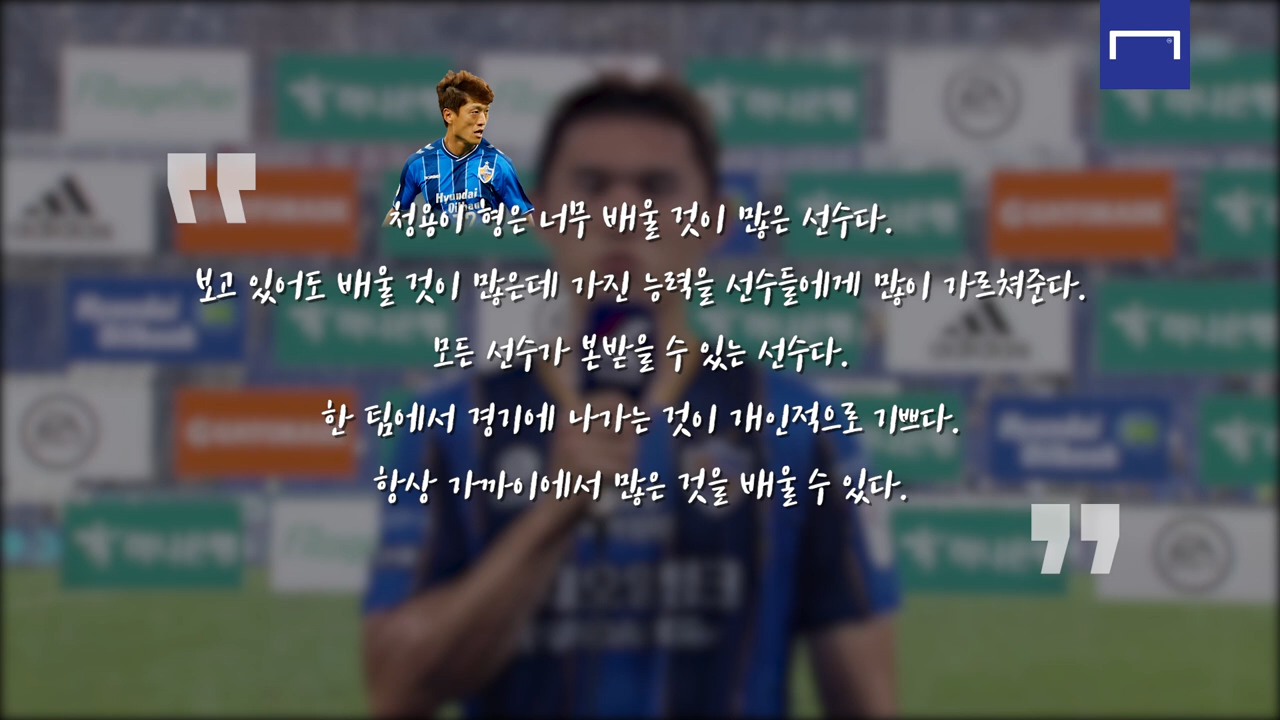 Hyundai
청용이 형은 너무 배울 것이 많은 선수다.
보고 있어도 배울 것이 많은데 가진 능력을 선수들에게 많이 가르쳐준다.
모든 선수가 본받을 수 있는 선수다.
한 팀에서 경기에 나가는 것이 개인적으로 기쁘다.
항상 가까이에서 많은 것을 배울 수 있다.